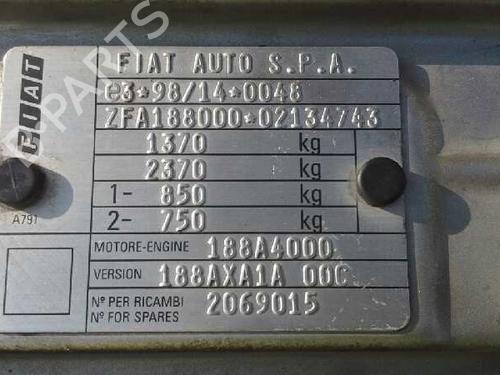 FIAT
FIAT AUTO S.P.A.
e3*98/14*0048
ZFA188000*02134743
1370 kg
2370 kg
1- 850 kg
2- 750 kg
A791
MOTORE-ENGINE 188A4000
VERSION 188AXA1A 00C
Nº PER RICAMBI
Nº FOR SPARES 2069015
PARTS